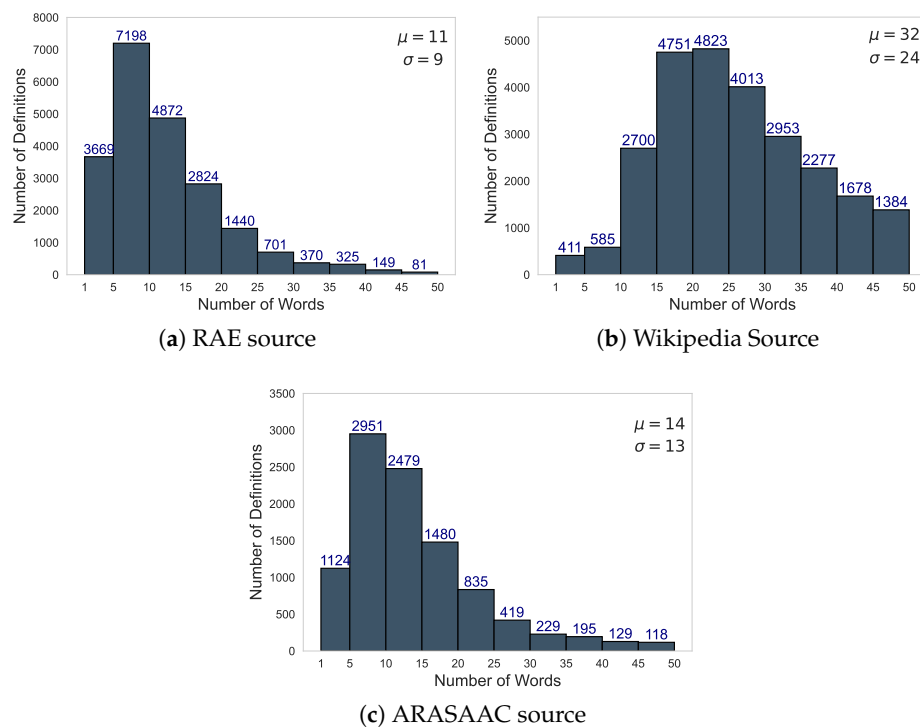 8000
7000
6000
5000
4000
3000
2000
1000
0
Number of Definitions
3669
7198
4872
2824
1440
701
370
325
149
81
μ = 11
σ = 9
1 5 10 15 20 25 30 35 40 45 50
Number of Words
(a) RAE source
5000
4000
3000
2000
1000
0
Number of Definitions
411
585
2700
4751
4823
4013
2953
2277
1678
1384
μ = 32
σ = 24
1 5 10 15 20 25 30 35 40 45 50
Number of Words
(b) Wikipedia Source
3500
3000
2500
2000
1500
1000
500
0
Number of Definitions
1124
2951
2479
1480
835
419
229
195
129
118
μ = 14
σ = 13
1 5 10 15 20 25 30 35 40 45 50
Number of Words
(c) ARASAAC source